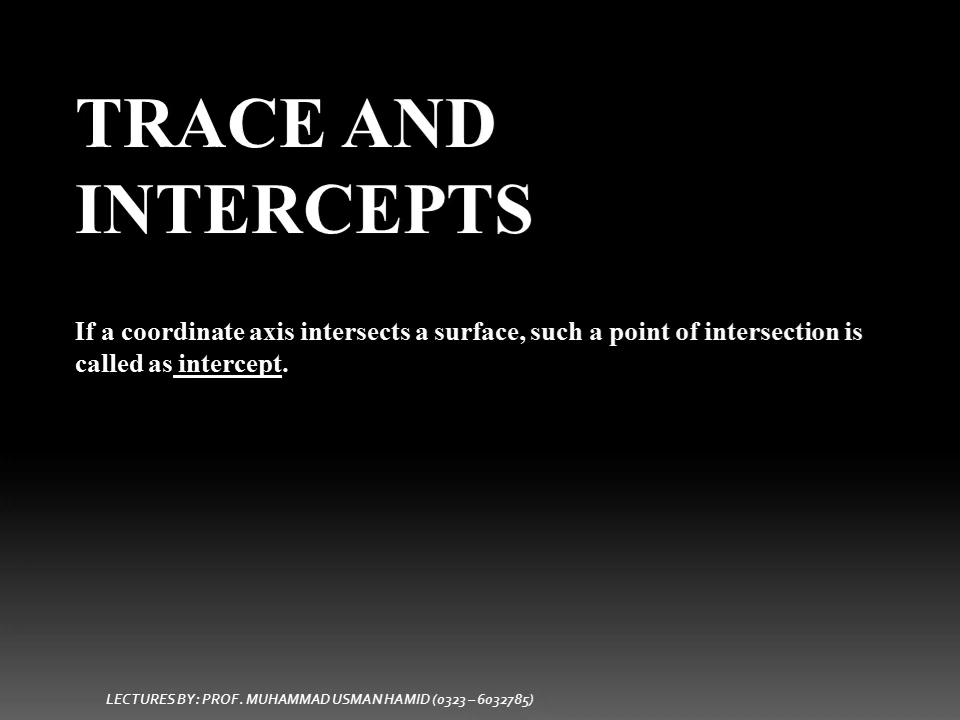 TRACE AND
INTERCEPTS
If a coordinate axis intersects a surface, such a point of intersection is
called as intercept.
LECTURES BY: PROF. MUHAMMAD USMAN HAMID (0323 – 6032785)